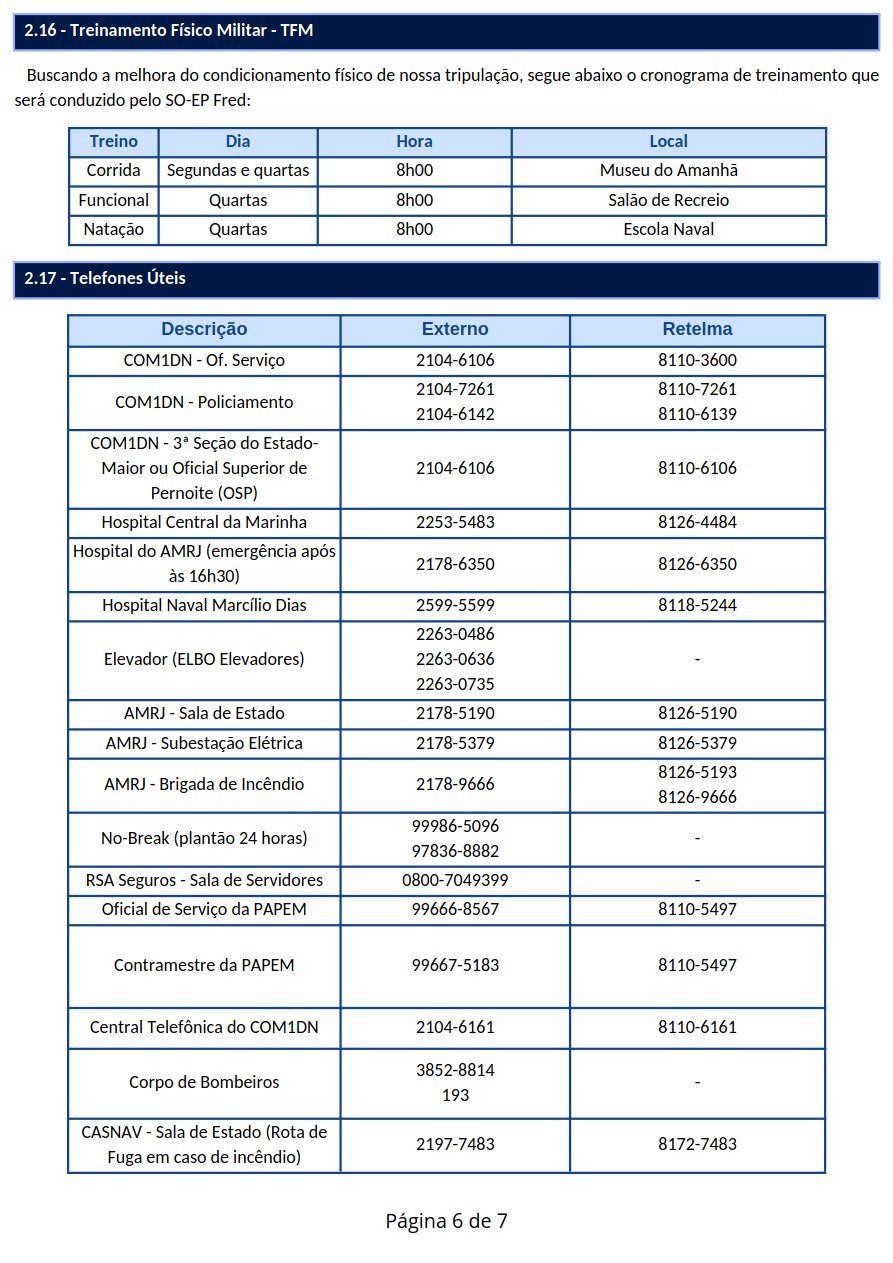 2.16 - Treinamento Físico Militar - TFM
Buscando a melhora do condicionamento físico de nossa tripulação, segue abaixo o cronograma de treinamento que
será conduzido pelo SO-EP Fred:
Treino Dia Hora Local
Corrida Segundas e quartas 8h00 Museu do Amanhã
Funcional Quartas 8h00 Salão de Recreio
Natação Quartas 8h00 Escola Naval
2.17 - Telefones Úteis
Descrição Externo Retelma
COM1DN - Of. Serviço 2104-6106 8110-3600
COM1DN - Policiamento
2104-7261 8110-7261
2104-6142 8110-6139
COM1DN - 3ª Seção do Estado-
Maior ou Oficial Superior de
Pernoite (OSP)
2104-6106 8110-6106
Hospital Central da Marinha 2253-5483 8126-4484
Hospital do AMRJ (emergência após
às 16h30)
2178-6350 8126-6350
Hospital Naval Marcílio Dias 2599-5599 8118-5244
Elevador (ELBO Elevadores)
2263-0486
2263-0636
2263-0735
-
AMRJ - Sala de Estado 2178-5190 8126-5190
AMRJ - Subestação Elétrica 2178-5379 8126-5379
AMRJ - Brigada de Incêndio 2178-9666
8126-5193
8126-9666
No-Break (plantão 24 horas)
99986-5096
97836-8882
-
RSA Seguros - Sala de Servidores 0800-7049399 -
Oficial de Serviço da PAPEM 99666-8567 8110-5497
Contramestre da PAPEM 99667-5183 8110-5497
Central Telefônica do COM1DN 2104-6161 8110-6161
Corpo de Bombeiros
3852-8814
193
-
CASNAV - Sala de Estado (Rota de
Fuga em caso de incêndio)
2197-7483 8172-7483
Página 6 de 7